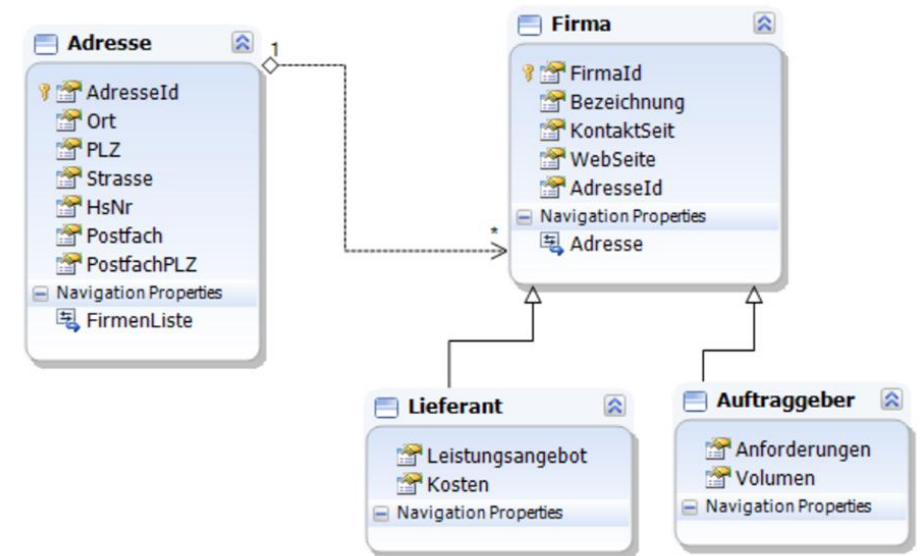 Adresse
AdresseId
Ort
PLZ
Strasse
HsNr
Postfach
PostfachPLZ
Navigation Properties
FirmenListe
1
*
Firma
FirmaId
Bezeichnung
KontaktSeit
WebSeite
AdresseId
Navigation Properties
Adresse
Lieferant
Leistungsangebot
Kosten
Navigation Properties
Auftraggeber
Anforderungen
Volumen
Navigation Properties